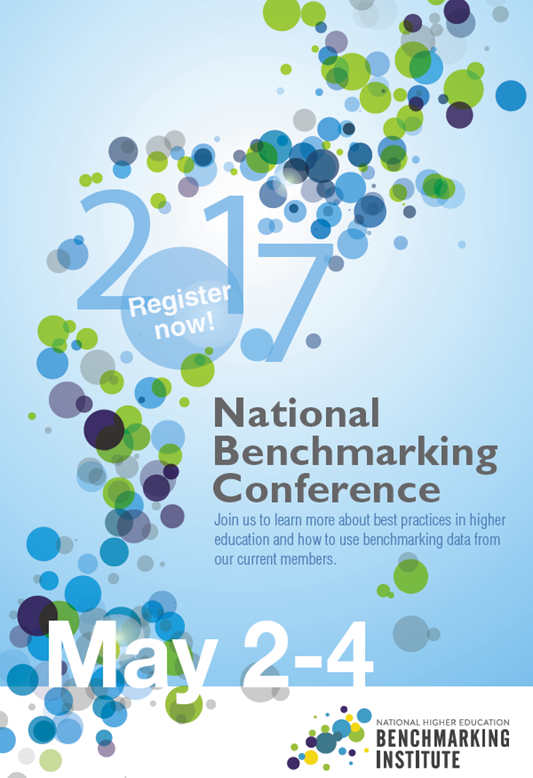 2017
Register
now!
National
Benchmarking
Conference
Join us to learn more about best practices in higher
education and how to use benchmarking data from
our current members.
May 2-4
NATIONAL HIGHER EDUCATION
BENCHMARKING
INSTITUTE